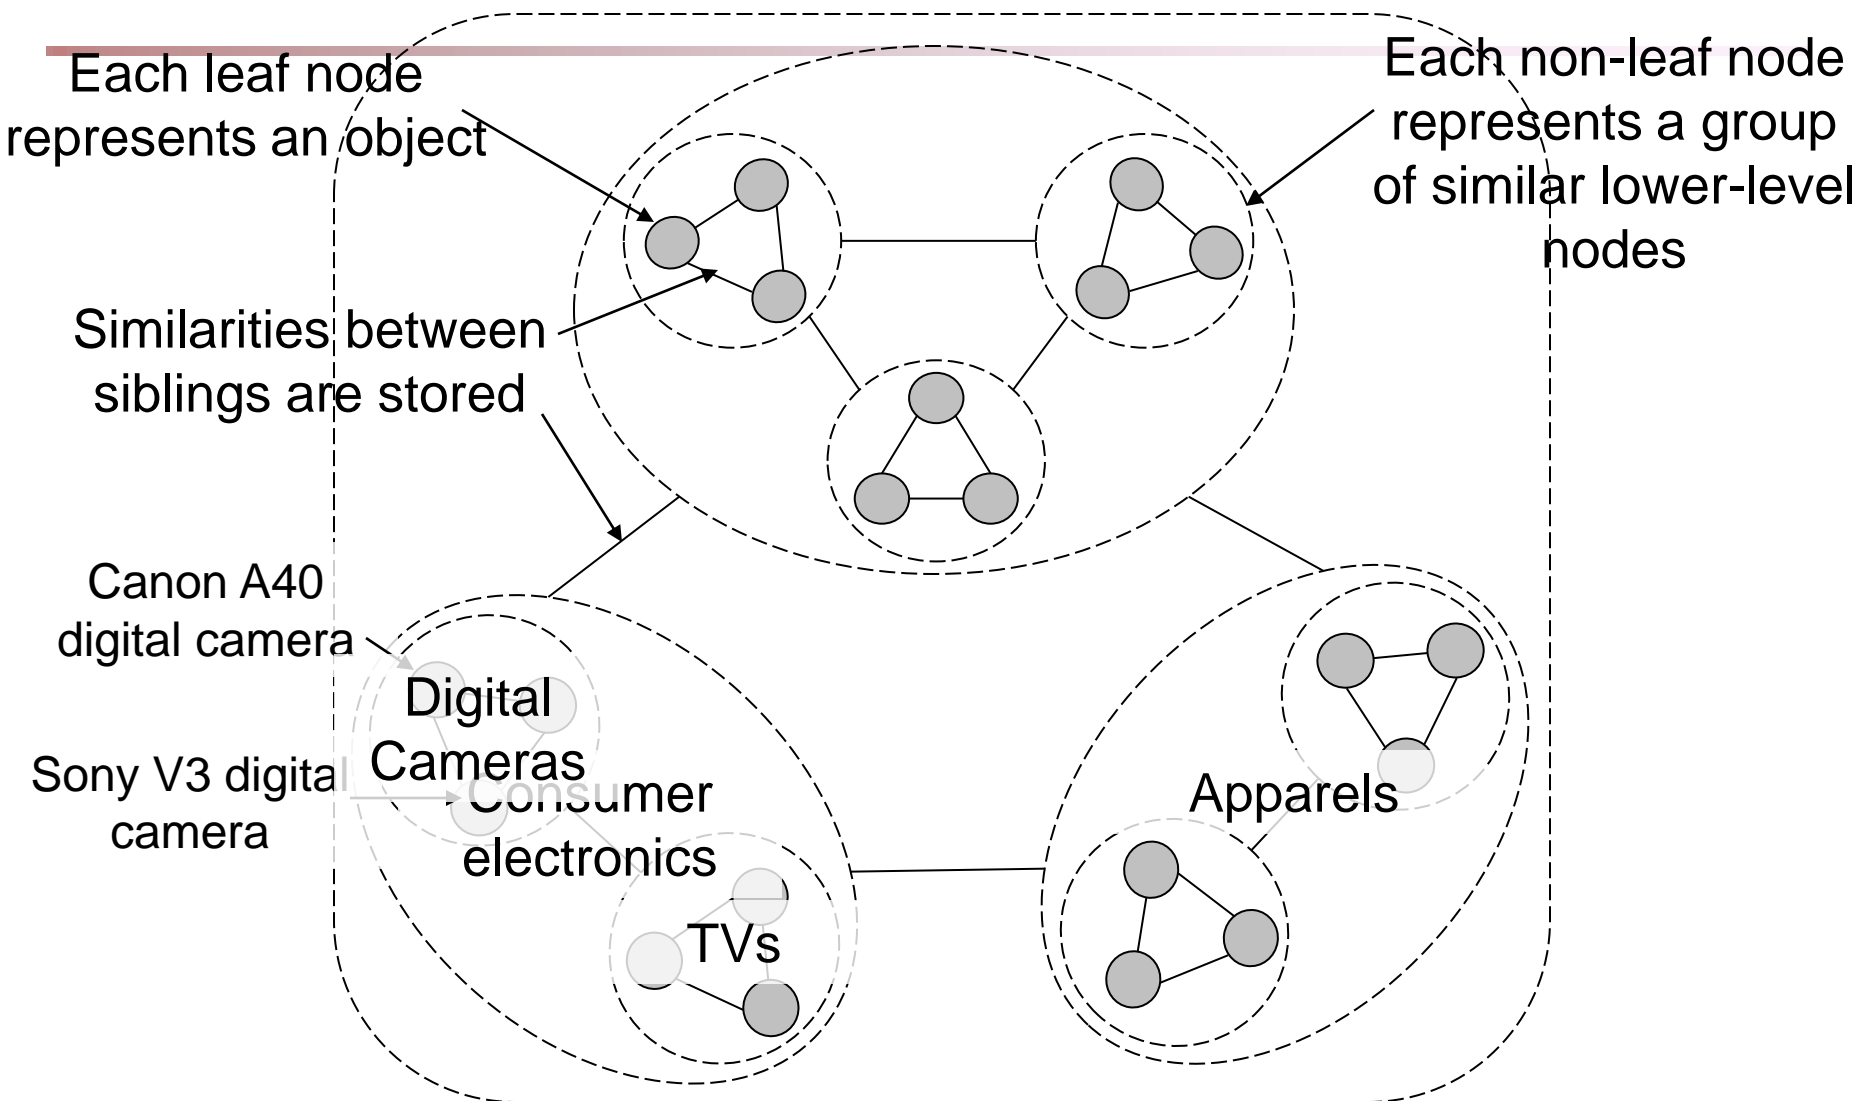 Each leaf node
represents an object
Each non-leaf node
represents a group
of similar lower-level
nodes
Similarities between
siblings are stored
Canon A40
digital camera
Digital
Cameras
Sony V3 digital
camera
Consumer
electronics
Apparels
TVs